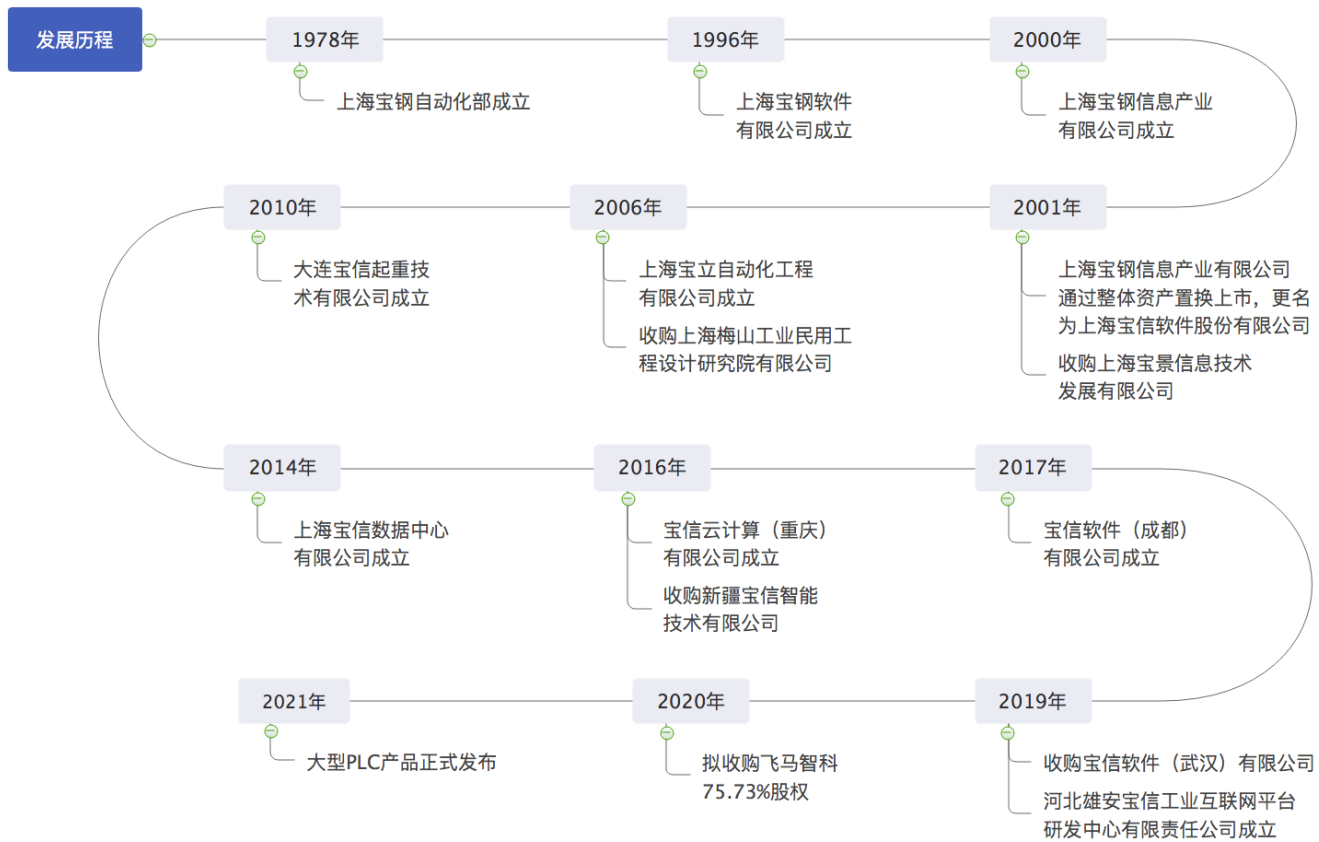 发展历程
1978年
上海宝钢自动化部成立
1996年
上海宝钢软件
有限公司成立
2000年
上海宝钢信息产业
有限公司成立
2001年
上海宝钢信息产业有限公司
通过整体资产置换上市，更名
为上海宝信软件股份有限公司
收购上海宝景信息技术
发展有限公司
2006年
上海宝立自动化工程
有限公司成立
收购上海梅山工业民用工
程设计研究院有限公司
2010年
大连宝信起重技
术有限公司成立
2014年
上海宝信数据中心
有限公司成立
2016年
宝信云计算（重庆）
有限公司成立
收购新疆宝信智能
技术有限公司
2017年
宝信软件（成都）
有限公司成立
2019年
收购宝信软件（武汉）有限公司
河北雄安宝信工业互联网平台
研发中心有限责任公司成立
2020年
拟收购飞马智科
75.73%股权
2021年
大型PLC产品正式发布